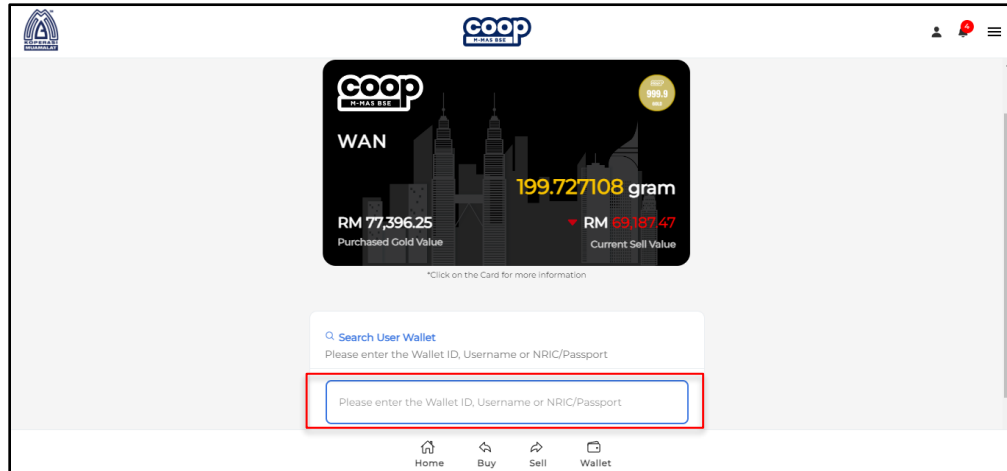 KOPERASI
MUAMALAT
coop
M-MAS BSE
4
coop
M-MAS BSE
999.9
WAN
199.727108 gram
RM 77,396.25
RM 69,187.47
Purchased Gold Value
Current Sell Value
*Click on the Card for more information
Search User Wallet
Please enter the Wallet ID, Username or NRIC/Passport
Please enter the Wallet ID, Username or NRIC/Passport
Home
Buy
Sell
Wallet